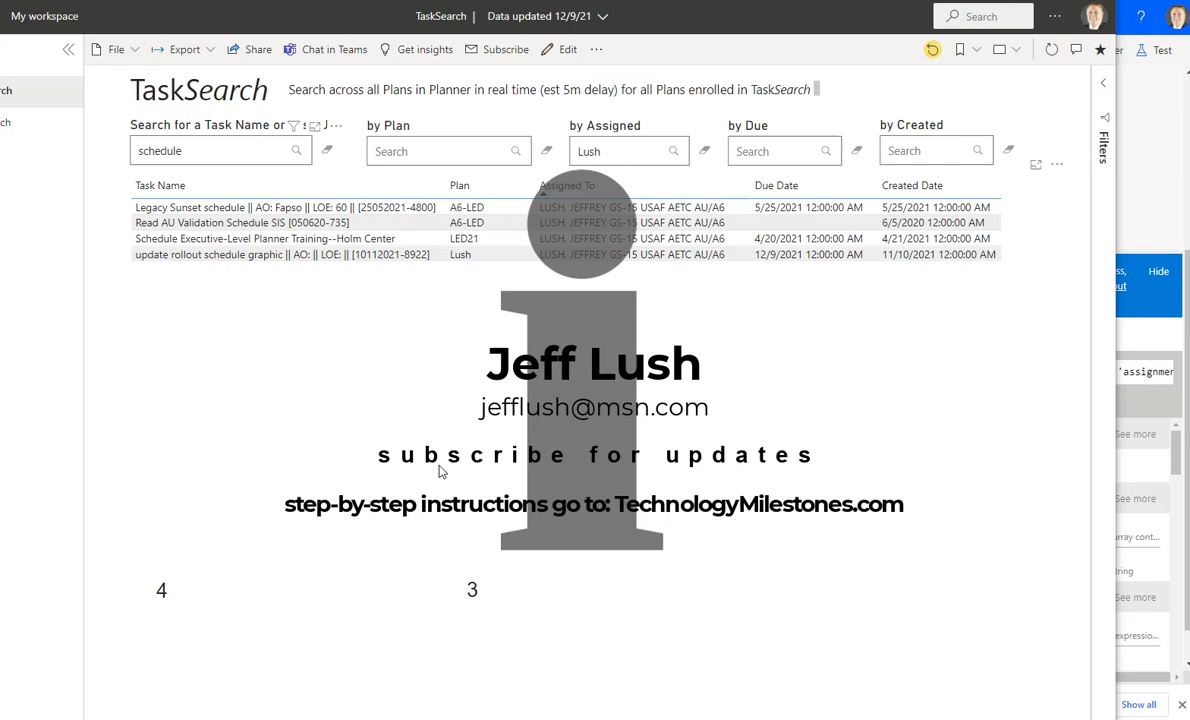 My workspace
TaskSearch | Data updated 12/9/21
Search
File Export Share Chat in Teams Get insights Subscribe Edit
Test
TaskSearch Search across all Plans in Planner in real time (est 5m delay) for all Plans enrolled in TaskSearch
Search for a Task Name or by Plan by Assigned by Due by Created
schedule Search Lush Search Search
Filters
Task Name Plan Assigned To Due Date Created Date
Legacy Sunset schedule || AO: Fapso || LOE: 60 || [25052021-4800] A6-LED LUSH, JEFFREY GS-15 USAF AETC AU/A6 5/25/2021 12:00:00 AM 5/25/2021 12:00:00 AM
Read AU Validation Schedule SIS [050620-735] A6-LED LUSH, JEFFREY GS-15 USAF AETC AU/A6 6/5/2020 12:00:00 AM
Schedule Executive-Level Planner Training--Holm Center LED21 LUSH, JEFFREY GS-15 USAF AETC AU/A6 4/20/2021 12:00:00 AM 4/21/2021 12:00:00 AM
update rollout schedule graphic || AO: || LOE: || [10112021-8922] Lush LUSH, JEFFREY GS-15 USAF AETC AU/A6 12/9/2021 12:00:00 AM 11/10/2021 12:00:00 AM
Hide
i
Jeff Lush
jefflush@msn.com
subscribe for updates
step-by-step instructions go to: TechnologyMilestones.com
4 3
See more
See more
See more
Show all